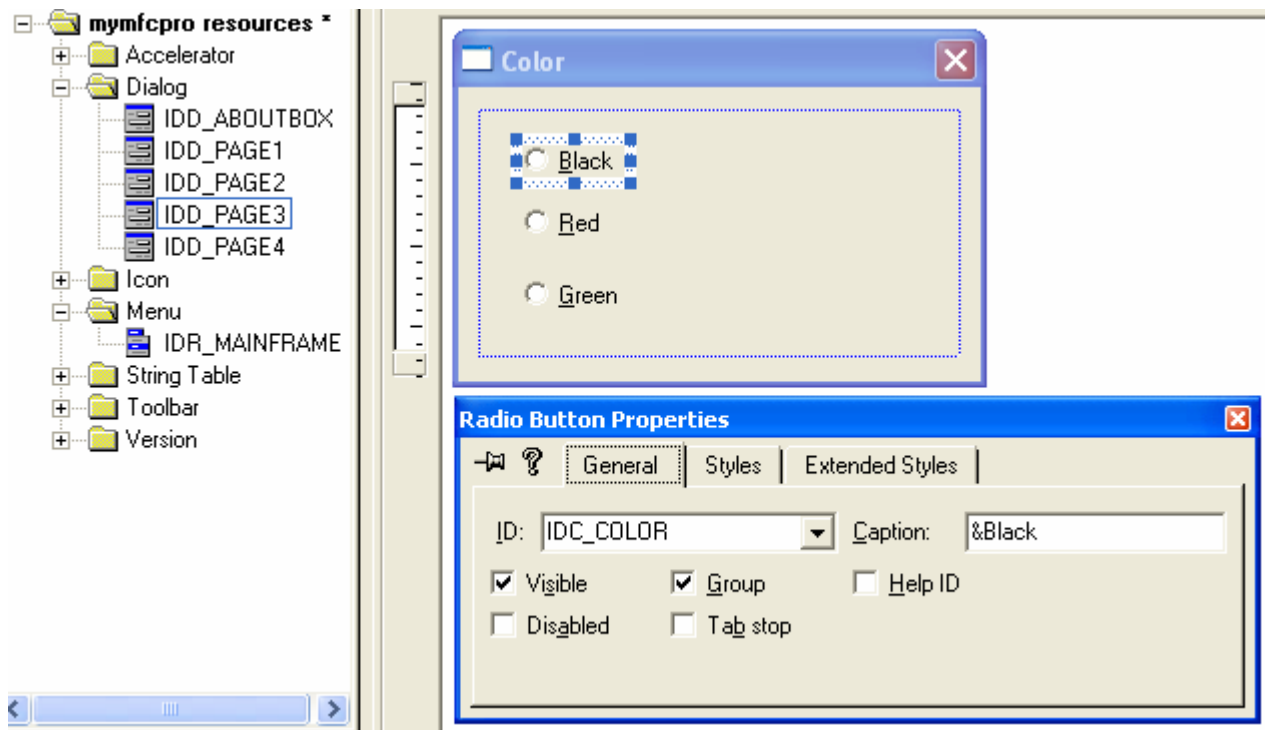 mymfcpro resources *
Accelerator
Dialog
IDD_ABOUTBOX
IDD_PAGE1
IDD_PAGE2
IDD_PAGE3
IDD_PAGE4
Icon
Menu
IDR_MAINFRAME
String Table
Toolbar
Version
Color
Black
Red
Green
Radio Button Properties
General Styles Extended Styles
ID: IDC_COLOR Caption: &Black
Visible Group Help ID
Disabled Tab stop